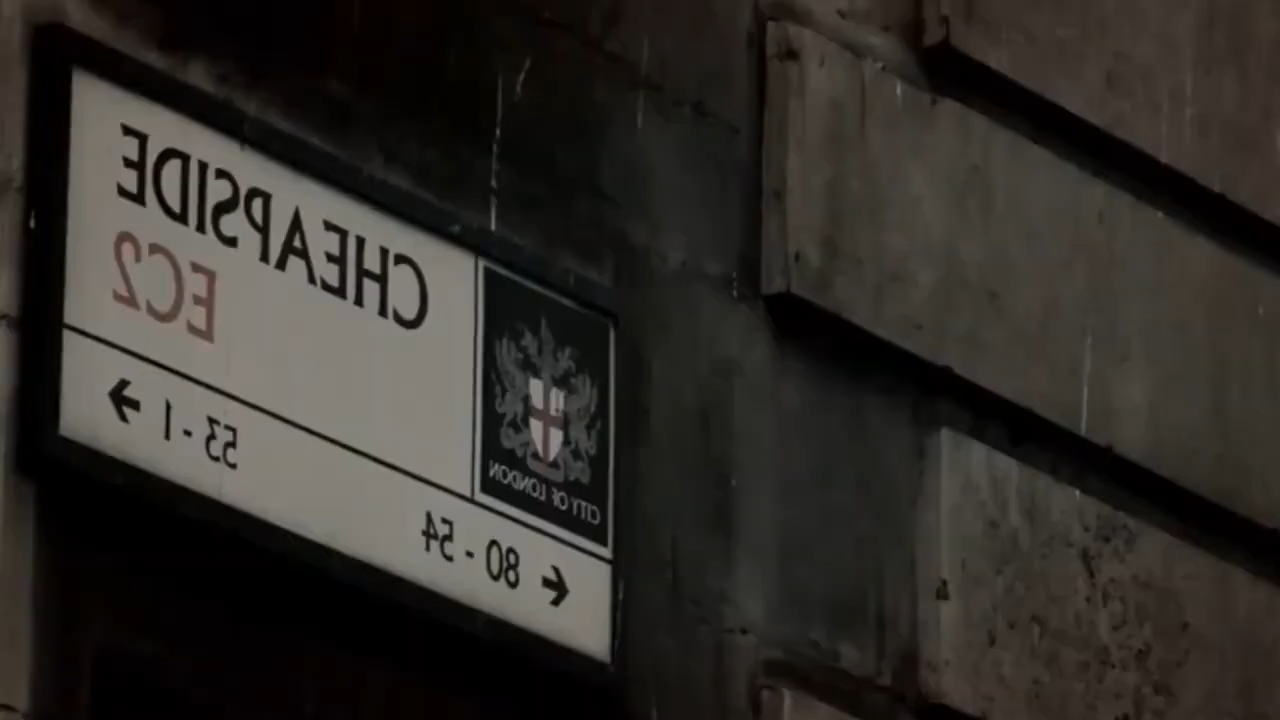 CHEAPSIDE
EC2
CITY OF LONDON
← 80 - 54
53 - 1 →